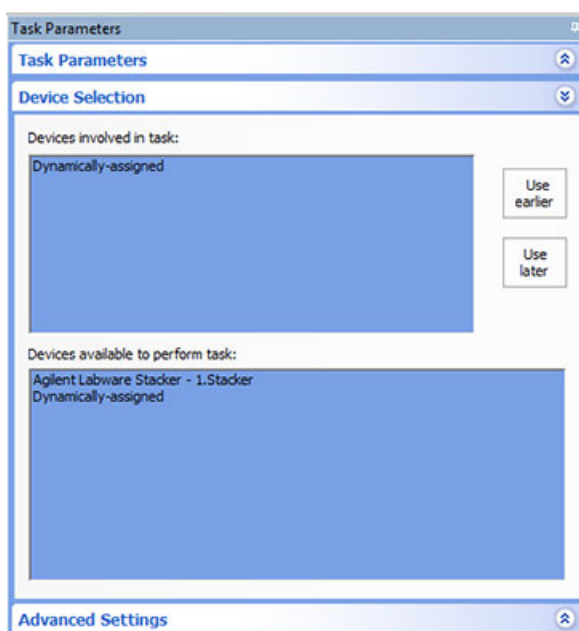 Task Parameters
Task Parameters
Device Selection
Devices involved in task:
Dynamically-assigned
Use
earlier
Use
later
Devices available to perform task:
Agilent Labware Stacker - 1.Stacker
Dynamically-assigned
Advanced Settings